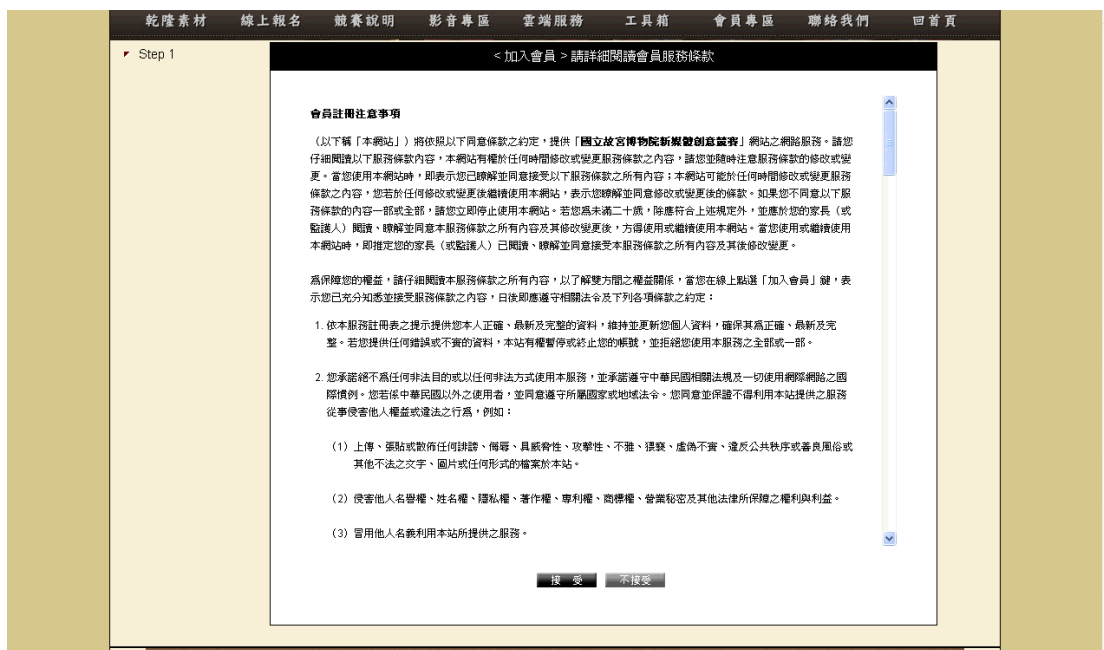 乾隆素材 線上報名 競賽說明 影音專區 雲端服務 工具箱 會員專區 聯絡我們 回首頁
Step 1
< 加入會員 > 請詳細閱讀會員服務條款
會員註冊注意事項
（以下稱「本網站」）將依照以下同意條款之約定，提供「國立故宮博物院新媒體創意競賽」網站之網路服務。請您
仔細閱讀以下服務條款內容，本網站有權於任何時間修改或變更服務條款之內容，請您並隨時注意服務條款的修改或變
更。當您使用本網站時，即表示您已瞭解並同意接受以下服務條款之所有內容；本網站可能於任何時間修改或變更服務
條款之內容，您若於任何修改或變更後繼續使用本網站，表示您瞭解並同意修改或變更後的條款。如果您不同意以下服
務條款的內容一部或全部，請您立即停止使用本網站。若您爲未滿二十歲，除應符合上述規定外，並應於您的家長（或
監護人）閱讀、瞭解並同意本服務條款之所有內容及其修改變更後，方得使用或繼續使用本網站。當您使用或繼續使用
本網站時，即推定您的家長（或監護人）已閱讀、瞭解並同意接受本服務條款之所有內容及其後修改變更。
爲保障您的權益，請仔細閱讀本服務條款之所有內容，以了解雙方間之權益關係，當您在線上點選「加入會員」鍵，表
示您已充分知悉並接受服務條款之內容，日後即應遵守相關法令及下列各項條款之約定：
1. 依本服務註冊表之提示提供您本人正確、最新及完整的資料，維持並更新您個人資料，確保其爲正確、最新及完
整。若您提供任何錯誤或不實的資料，本站有權暫停或終止您的帳號，並拒絕您使用本服務之全部或一部。
2. 您承諾絕不爲任何非法目的或以任何非法方式使用本服務，並承諾遵守中華民國相關法規及一切使用網際網路之國
際慣例。您若係中華民國以外之使用者，並同意遵守所屬國家或地域法令。您同意並保證不得利用本站提供之服務
從事侵害他人權益或違法之行爲，例如：
（1）上傳、張貼或散佈任何誹謗、侮辱、具威脅性、攻擊性、不雅、猥褻、虛偽不實、違反公共秩序或善良風俗或
其他不法之文字、圖片或任何形式的檔案於本站。
（2）侵害他人名譽權、姓名權、隱私權、著作權、專利權、商標權、營業秘密及其他法律所保障之權利與利益。
（3）冒用他人名義利用本站所提供之服務。
接 受 不接受